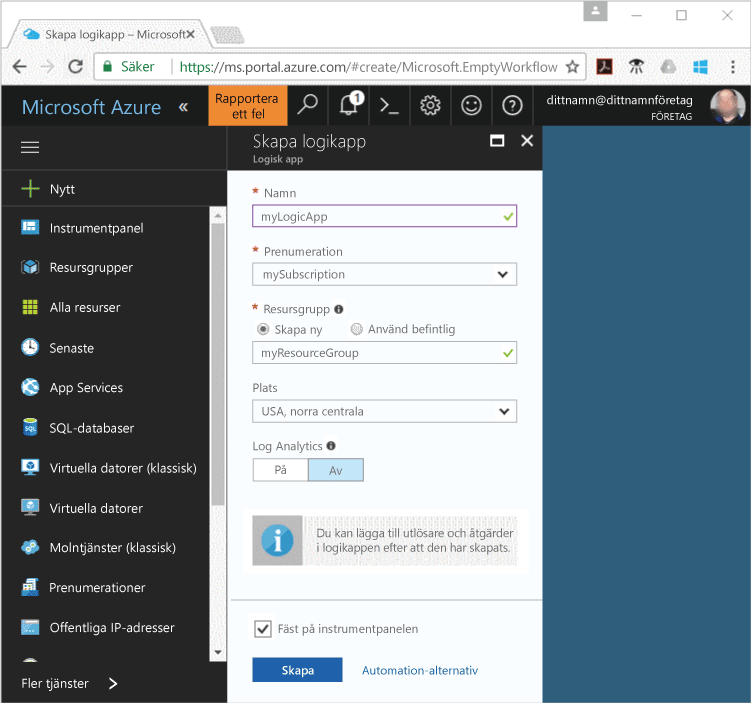 Skapa logikapp – Microsoft
Säker
https://ms.portal.azure.com/#create/Microsoft.EmptyWorkflow
Microsoft Azure «
Rapportera
ett fel
1
dittnamn@dittnamnföretag
FÖRETAG
Skapa logikapp
Logisk app
Nytt
Instrumentpanel
Resursgrupper
Alla resurser
Senaste
App Services
SQL-databaser
Virtuella datorer (klassisk)
Virtuella datorer
Molntjänster (klassisk)
Prenumerationer
Offentliga IP-adresser
Fler tjänster
* Namn
myLogicApp
* Prenumeration
mySubscription
* Resursgrupp
Skapa ny
Använd befintlig
myResourceGroup
Plats
USA, norra centrala
Log Analytics
På
Av
Du kan lägga till utlösare och åtgärder
i logikappen efter att den har skapats.
Fäst på instrumentpanelen
Skapa
Automation-alternativ